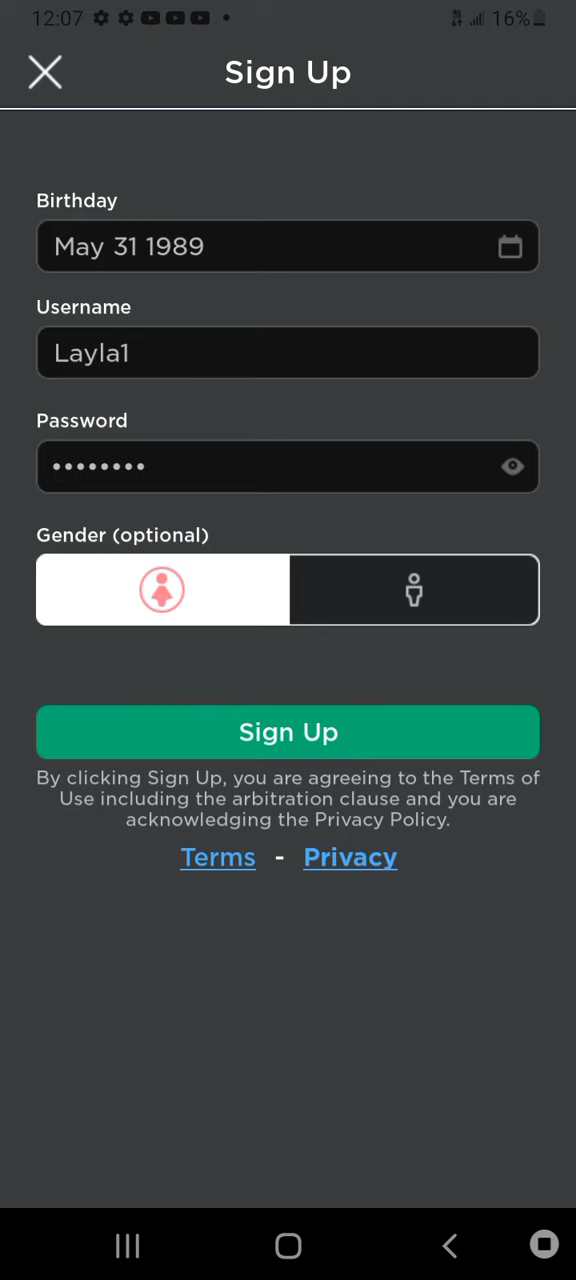 12:07 16%
Sign Up
Birthday
May 31 1989
Username
Layla1
Password
••••••••
Gender (optional)
Sign Up
By clicking Sign Up, you are agreeing to the Terms of
Use including the arbitration clause and you are
acknowledging the Privacy Policy.
Terms - Privacy